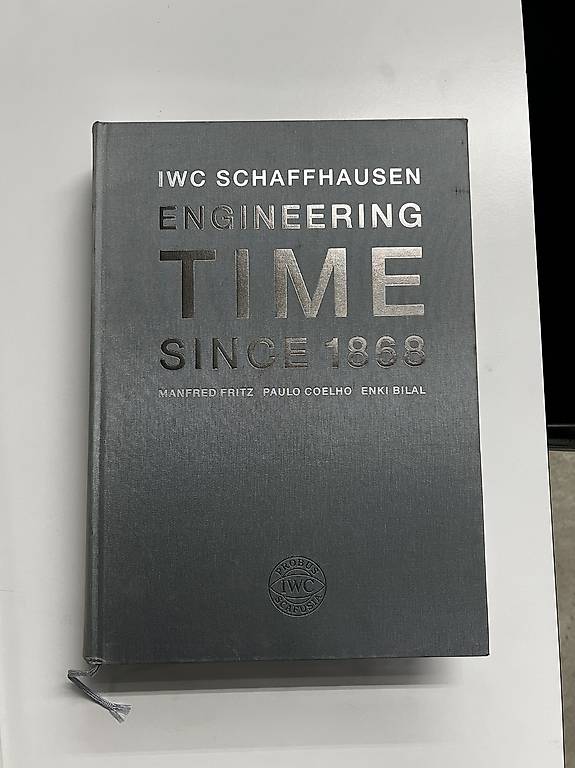 IWC SCHAFFHAUSEN
ENGINEERING
TIME
SINCE 1868
MANFRED FRITZ PAULO COELHO ENKI BILAL
PROBUS
IWC
SCAFUSIA